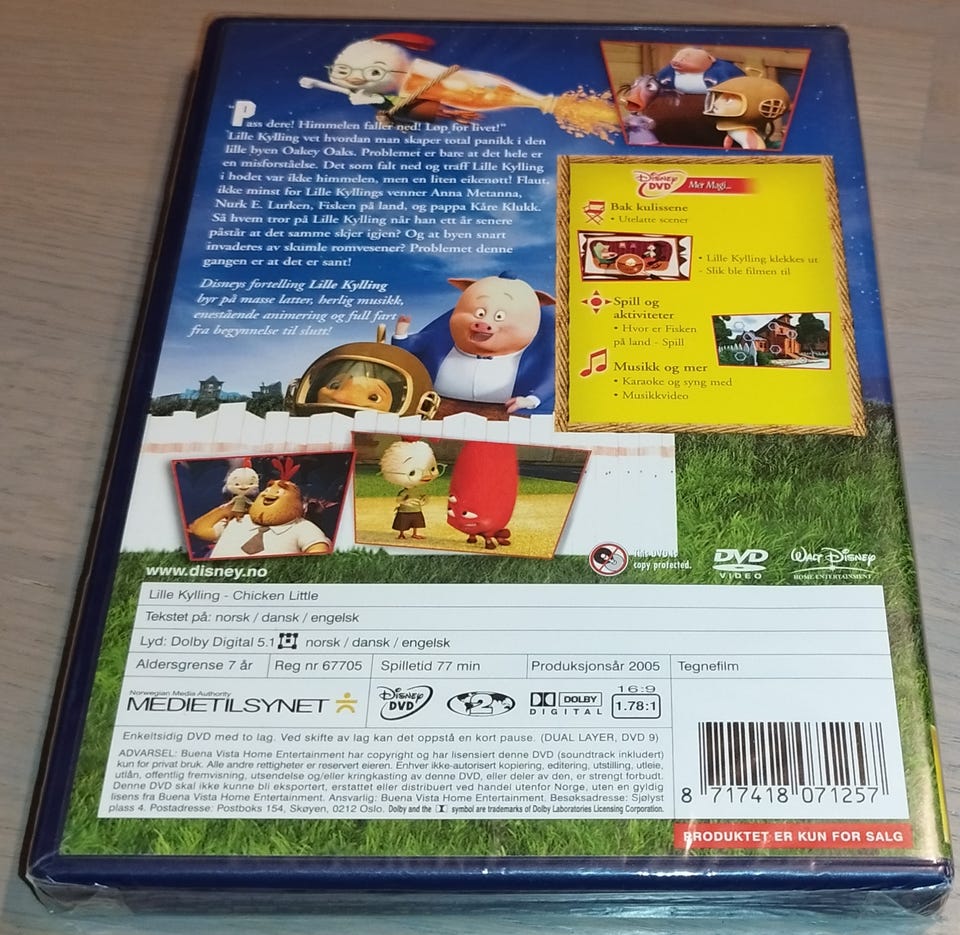 "Pass dere! Himmelen faller ned! Løp for livet!"
Lille Kylling vet hvordan man skaper total panikk i den
lille byen Oakey Oaks. Problemet er bare at det hele er
en misforståelse. Det som falt ned og traff Lille Kylling
i hodet var ikke himmelen, men en liten eikenøtt! Flaut,
ikke minst for Lille Kyllings venner Anna Metanna,
Nurk E. Lurken, Fisken på land, og pappa Kåre Klukk.
Så hvem tror på Lille Kylling når han ett år senere
påstår at det samme skjer igjen? Og at byen snart
invaderes av skumle romvesener? Problemet denne
gangen er at det er sant!
Disneys fortelling Lille Kylling
byr på masse latter, herlig musikk,
enestående animering og full fart
fra begynnelse til slutt!
Disney
DVD
Mer Magi...
Bak kulissene
• Utelatte scener
• Lille Kylling klekkes ut
- Slik ble filmen til
Spill og
aktiviteter
• Hvor er Fisken
på land - Spill
Musikk og mer
• Karaoke og syng med
• Musikkvideo
www.disney.no
This DVD is
copy protected.
DVD
VIDEO
WALT DISNEY
HOME ENTERTAINMENT
Lille Kylling - Chicken Little
Tekstet på: norsk / dansk / engelsk
Lyd: Dolby Digital 5.1 norsk / dansk / engelsk
Aldersgrense 7 år Reg nr 67705 Spilletid 77 min Produksjonsår 2005 Tegnefilm
Norwegian Media Authority
MEDIETILSYNET
Disney
DVD
2
DOLBY
DIGITAL
16:9
1.78:1
Enkeltsidig DVD med to lag. Ved skifte av lag kan det oppstå en kort pause. (DUAL LAYER, DVD 9)
ADVARSEL: Buena Vista Home Entertainment har copyright og har lisensiert denne DVD (soundtrack inkludert)
kun for privat bruk. Alle andre rettigheter er reservert eieren. Enhver ikke-autorisert kopiering, editering, utstilling, utleie,
utlån, offentlig fremvisning, utsendelse og/eller kringkasting av denne DVD, eller deler av den, er strengt forbudt.
Denne DVD skal ikke kunne bli eksportert, erstattet eller distribuert ved handel utenfor Norge, uten en gyldig
lisens fra Buena Vista Home Entertainment. Ansvarlig: Buena Vista Home Entertainment. Besøksadresse: Sjølyst
plass 4. Postadresse: Postboks 154, Skøyen, 0212 Oslo. Dolby and the symbol are trademarks of Dolby Laboratories Licensing Corporation.
8 717418 071257
PRODUKTET ER KUN FOR SALG